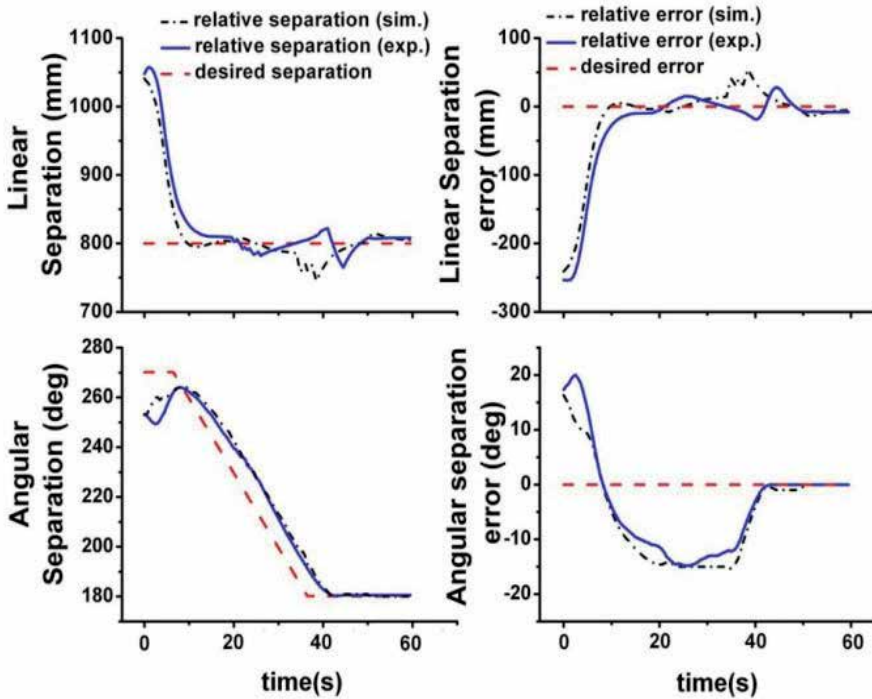 relative separation (sim.)
relative separation (exp.)
desired separation
1100
1000
900
800
700
Linear
Separation (mm)
relative error (sim.)
relative error (exp.)
desired error
100
0
-100
-200
-300
Linear Separation
error (mm)
280
260
240
220
200
180
Angular
Separation (deg)
0
20
40
60
time(s)
20
10
0
-10
-20
Angular separation
error (deg)
0
20
40
60
time(s)